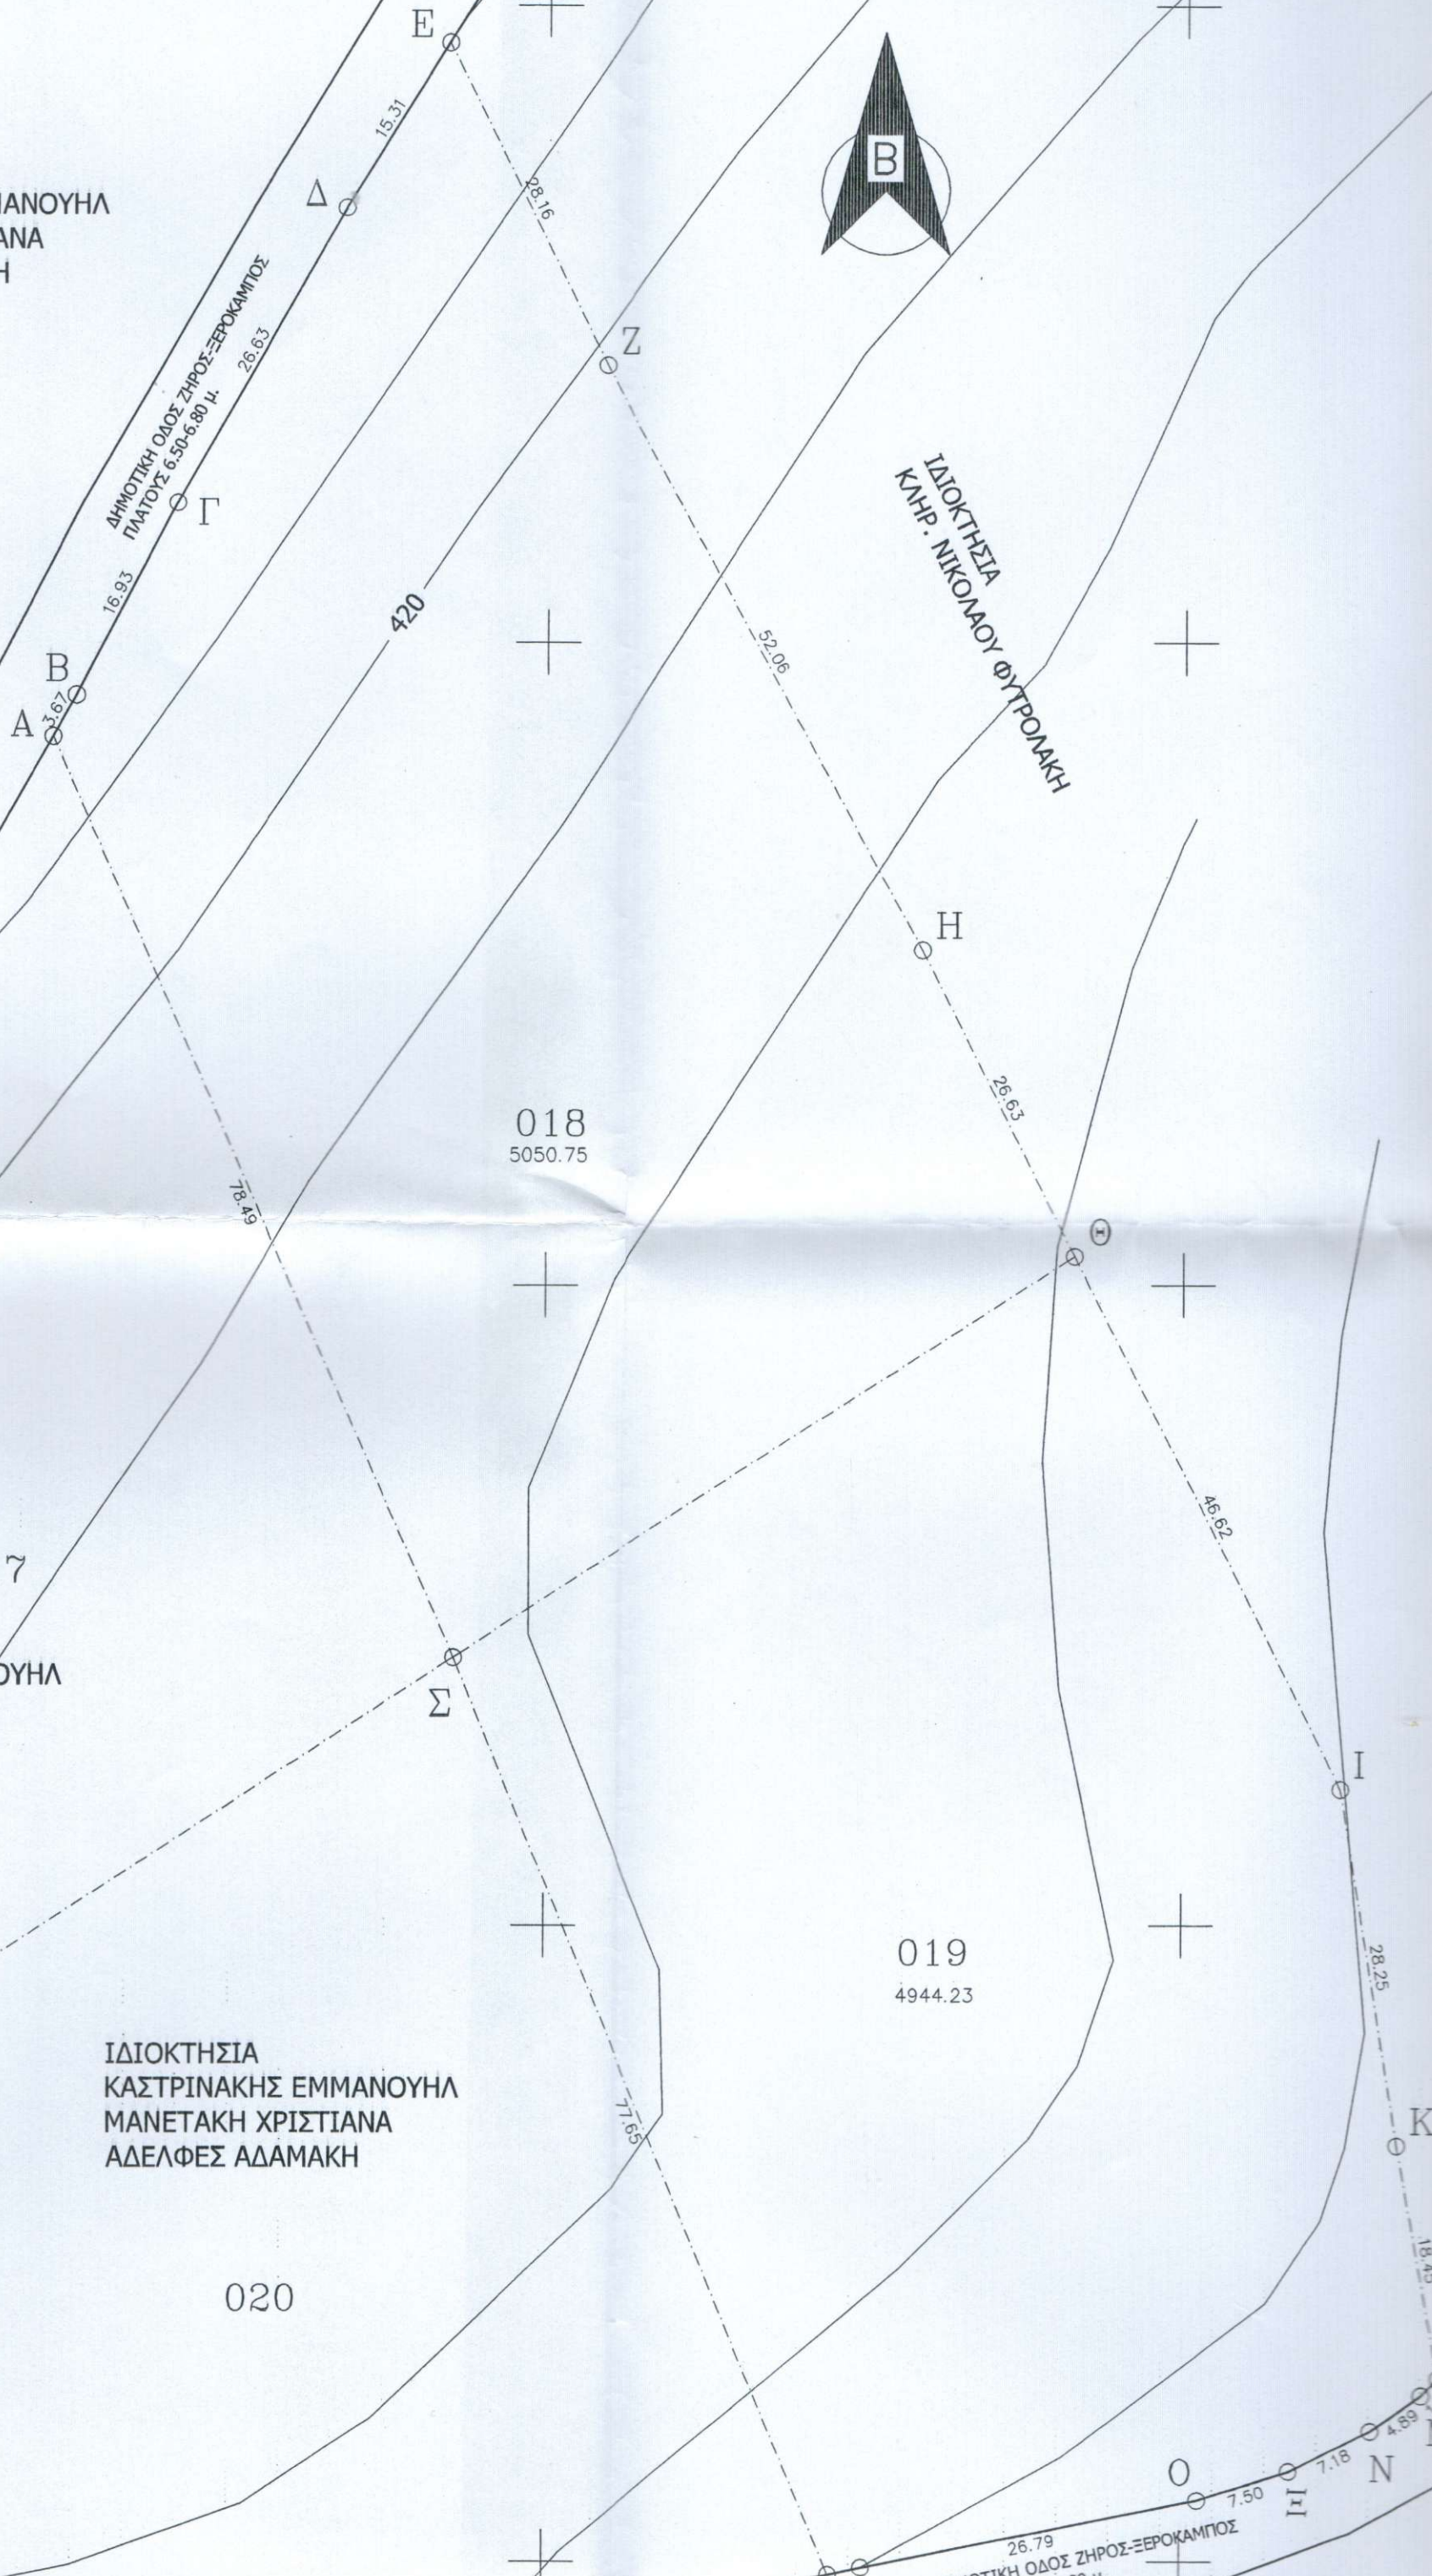 Ε
15.31
Δ
28.16
Β
ΔΗΜΟΤΙΚΗ ΟΔΟΣ ΖΗΡΟΣ-ΞΕΡΟΚΑΜΠΟΣ
ΠΛΑΤΟΥΣ 6.50-6.80 μ.
26.63
Ζ
Γ
16.93
420
ΙΔΙΟΚΤΗΣΙΑ
ΚΛΗΡ. ΝΙΚΟΛΑΟΥ ΦΥΤΡΟΛΑΚΗ
52.06
Β
3.67
Α
Η
26.63
018
5050.75
78.49
Θ
46.62
7
Σ
Ι
019
4944.23
28.25
ΙΔΙΟΚΤΗΣΙΑ
ΚΑΣΤΡΙΝΑΚΗΣ ΕΜΜΑΝΟΥΗΛ
ΜΑΝΕΤΑΚΗ ΧΡΙΣΤΙΑΝΑ
ΑΔΕΛΦΕΣ ΑΔΑΜΑΚΗ
77.65
Κ
020
18.45
4.89
Ν
7.18
Ξ
7.50
Ο
26.79
ΟΔΟΣ ΖΗΡΟΣ-ΞΕΡΟΚΑΜΠΟΣ